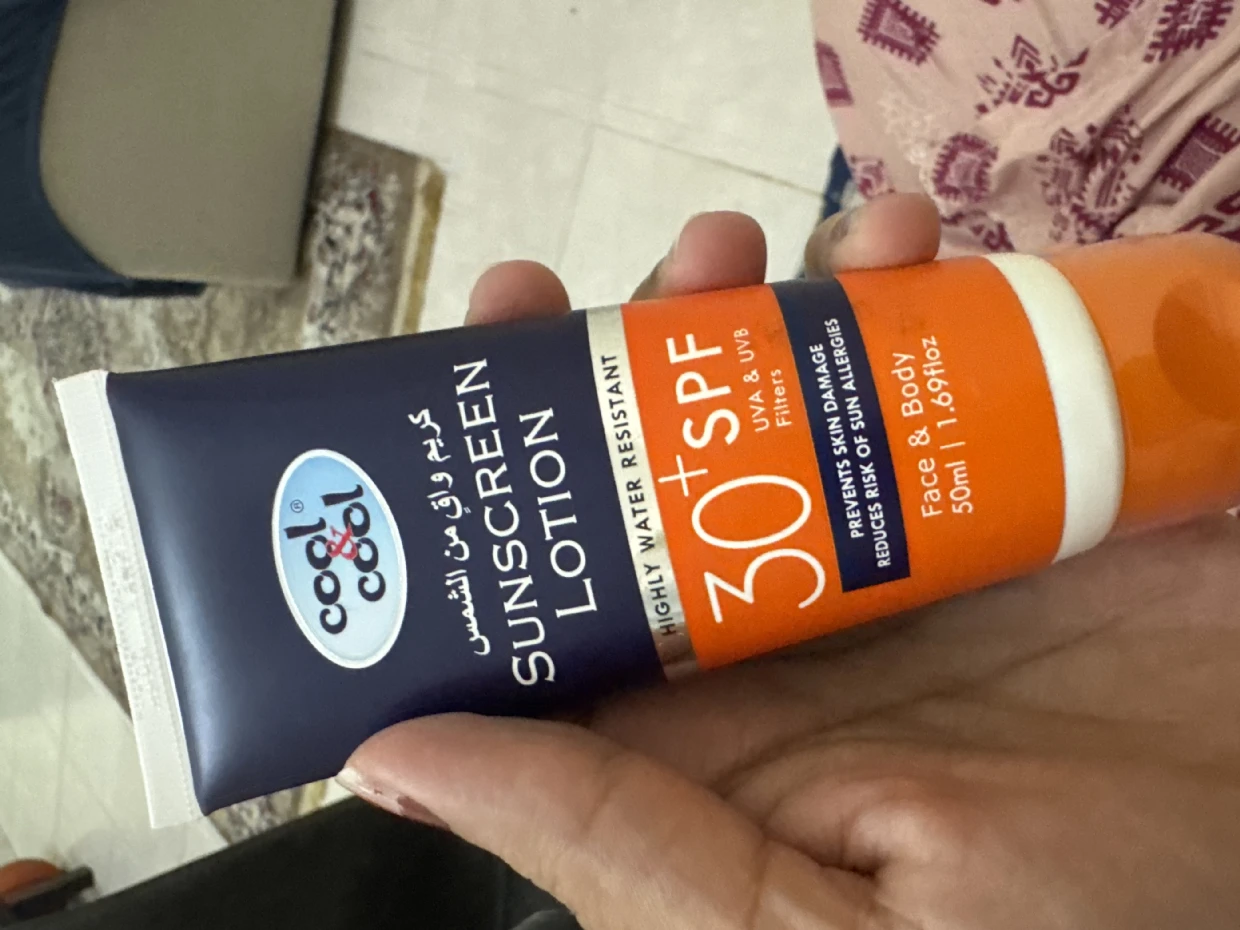 cool
&
cool
®
كريم واقٍ من الشمس
SUNSCREEN
LOTION
HIGHLY WATER RESISTANT
30+SPF
UVA & UVB
Filters
PREVENTS SKIN DAMAGE
REDUCES RISK OF SUN ALLERGIES
Face & Body
50ml | 1.69floz